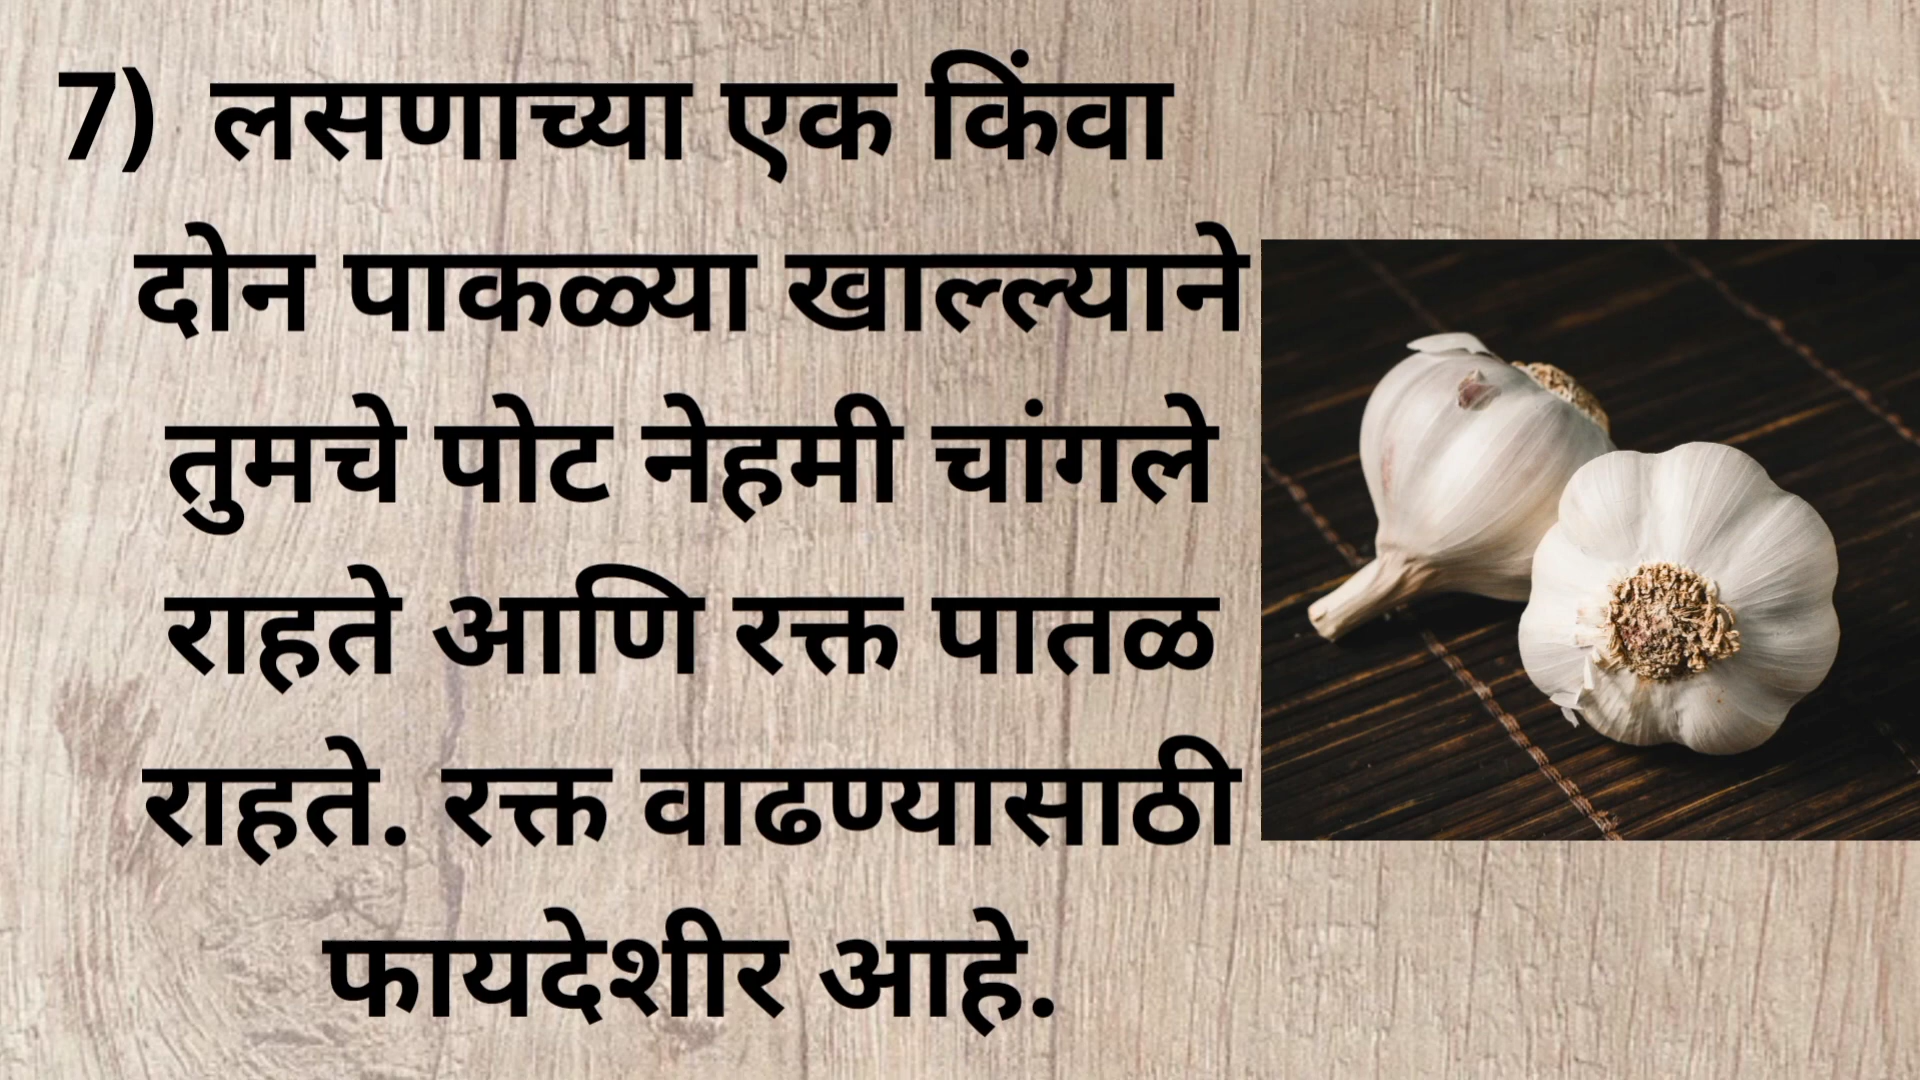 7) लसणाच्या एक किंवा
दोन पाकळ्या खाल्ल्याने
तुमचे पोट नेहमी चांगले
राहते आणि रक्त पातळ
राहते. रक्त वाढण्यासाठी
फायदेशीर आहे.